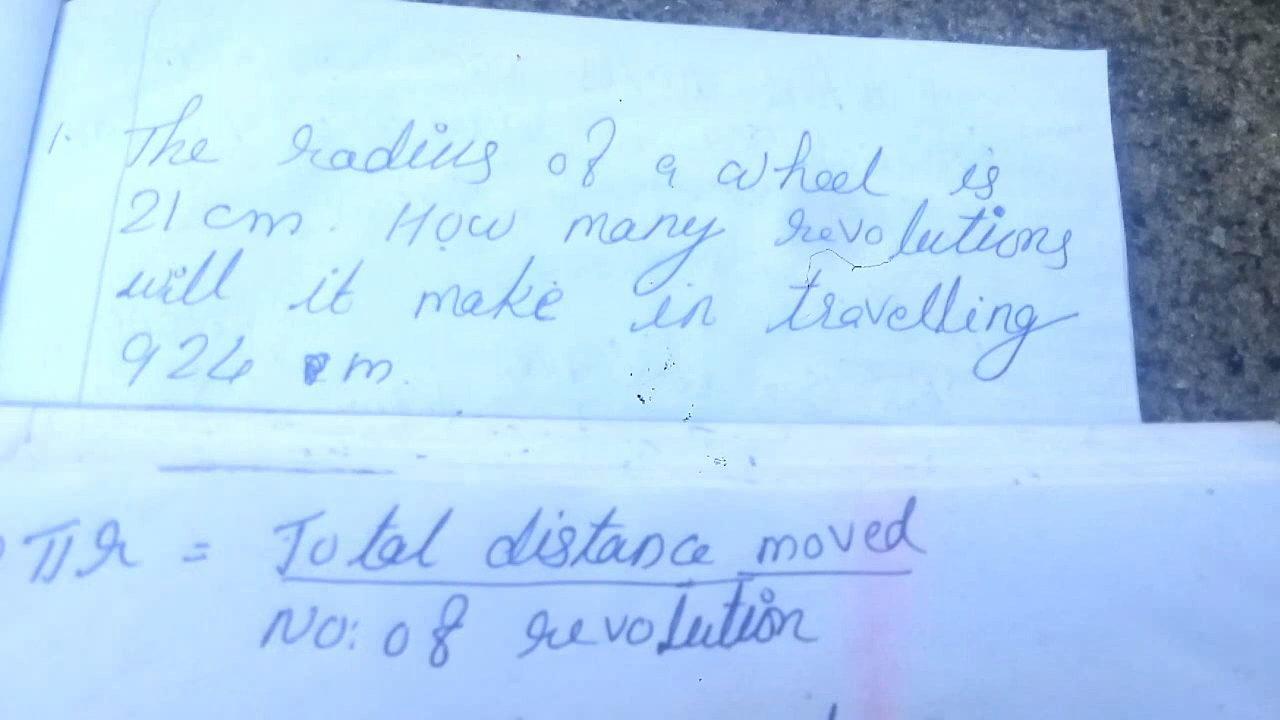 1. The radius of a wheel is
21 cm. How many revolutions
will it make in travelling
924 m.
πr = Total distance moved
No: of revolution